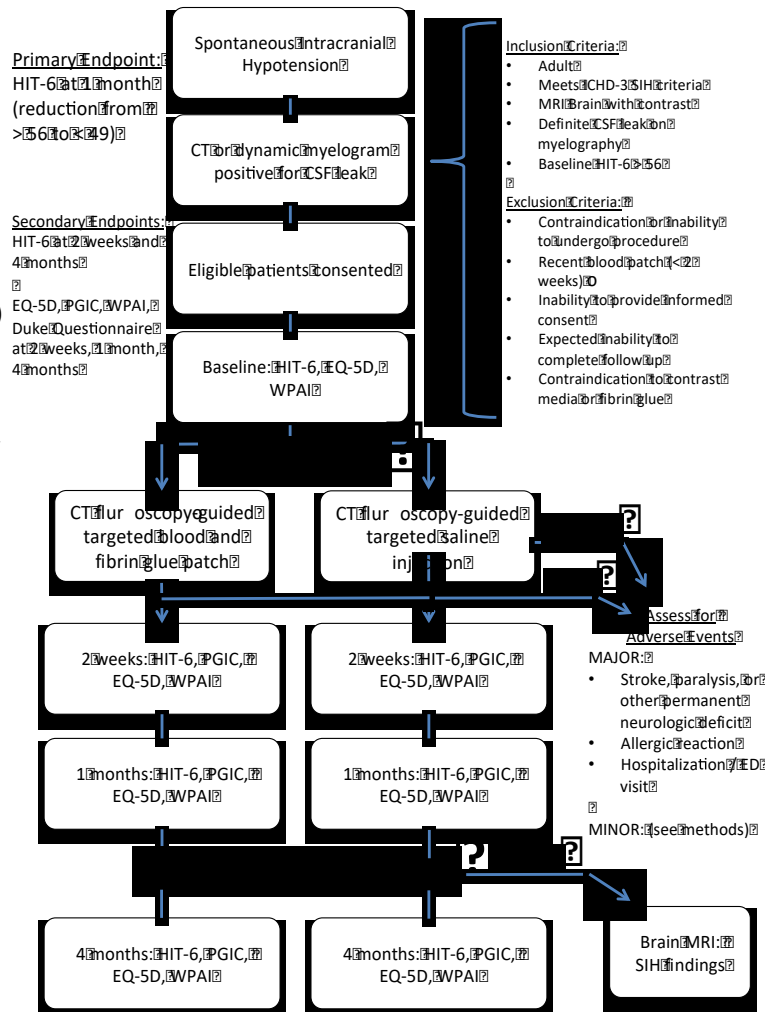 Primary Endpoint:
HIT-6 at 1 month
(reduction from
> 56 to < 49)
Secondary Endpoints:
HIT-6 at 2 weeks and
4 months
EQ-5D, PGIC, WPAI,
Duke Questionnaire
at 2 weeks, 1 month,
4 months
)
Spontaneous Intracranial
Hypotension
CT or dynamic myelogram
positive for CSF leak
Eligible patients consented
Baseline: HIT-6, EQ-5D,
WPAI
Inclusion Criteria:
• Adult
• Meets ICHD-3 SIH criteria
• MRI Brain with contrast
• Definite CSF leak on
myelography
• Baseline HIT-6 > 56
Exclusion Criteria:
• Contraindication or inability
to undergo procedure
• Recent blood patch (< 2
weeks) O
• Inability to provide informed
consent
• Expected inability to
complete follow up
• Contraindication to contrast
media or fibrin glue
CT flur oscopy-guided
targeted blood and
fibrin glue patch
CT flur oscopy-guided
targeted saline
injection
2 weeks: HIT-6, PGIC,
EQ-5D, WPAI
2 weeks: HIT-6, PGIC,
EQ-5D, WPAI
1 months: HIT-6, PGIC,
EQ-5D, WPAI
1 months: HIT-6, PGIC,
EQ-5D, WPAI
4 months: HIT-6, PGIC,
EQ-5D, WPAI
4 months: HIT-6, PGIC,
EQ-5D, WPAI
Assess for
Adverse Events
MAJOR:
• Stroke, paralysis, or
other permanent
neurologic deficit
• Allergic reaction
• Hospitalization / ED
visit
MINOR: (see methods)
Brain MRI:
SIH findings